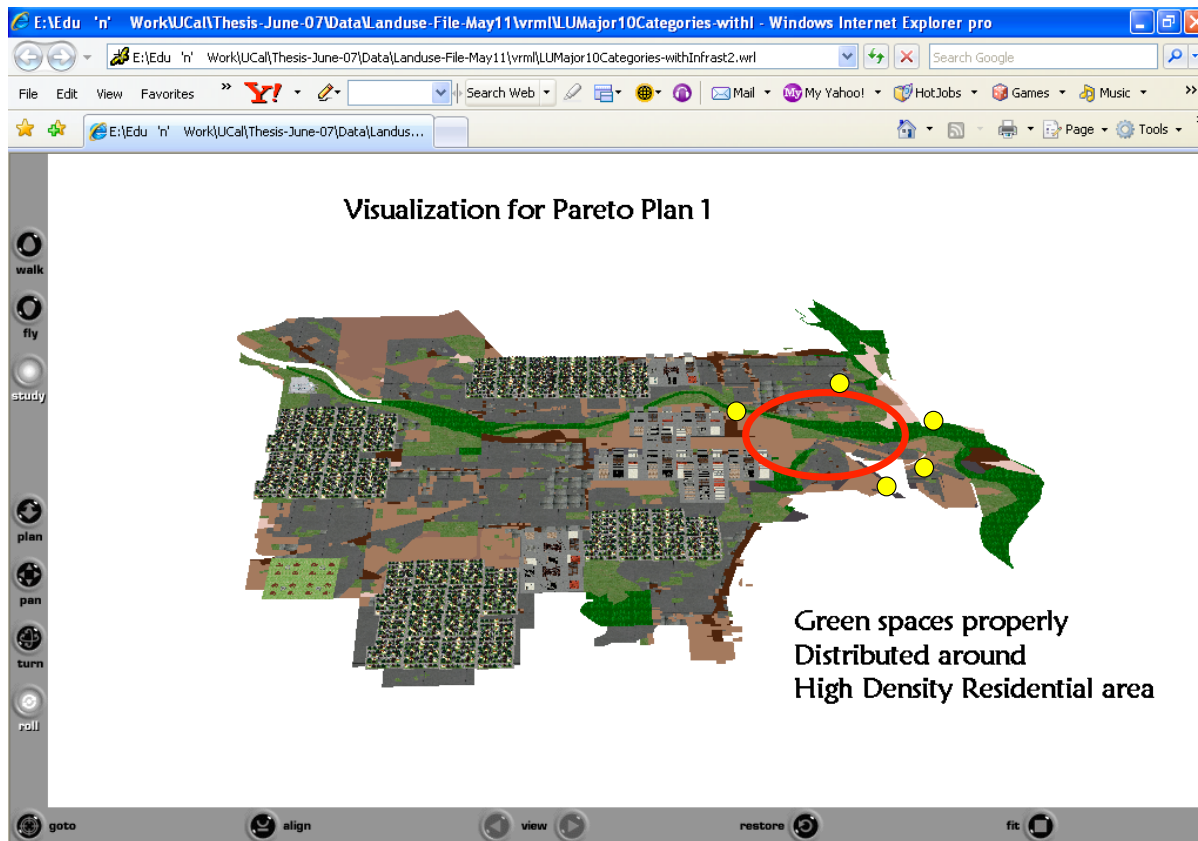 E:\Edu 'n' Work\UCal\Thesis-June-07\Data\Landuse-File-May11\vrml\LUMajor10Categories-withI - Windows Internet Explorer pro
E:\Edu 'n' Work\UCal\Thesis-June-07\Data\Landuse-File-May11\vrml\LUMajor10Categories-withInfrast2.wrl
Search Google
File Edit View Favorites » Y! Search Web Mail My My Yahoo! HotJobs Games Music »
E:\Edu 'n' Work\UCal\Thesis-June-07\Data\Landus... Page Tools
Visualization for Pareto Plan 1
walk
fly
study
plan
pan
turn
roll
Green spaces properly
Distributed around
High Density Residential area
goto align view restore fit